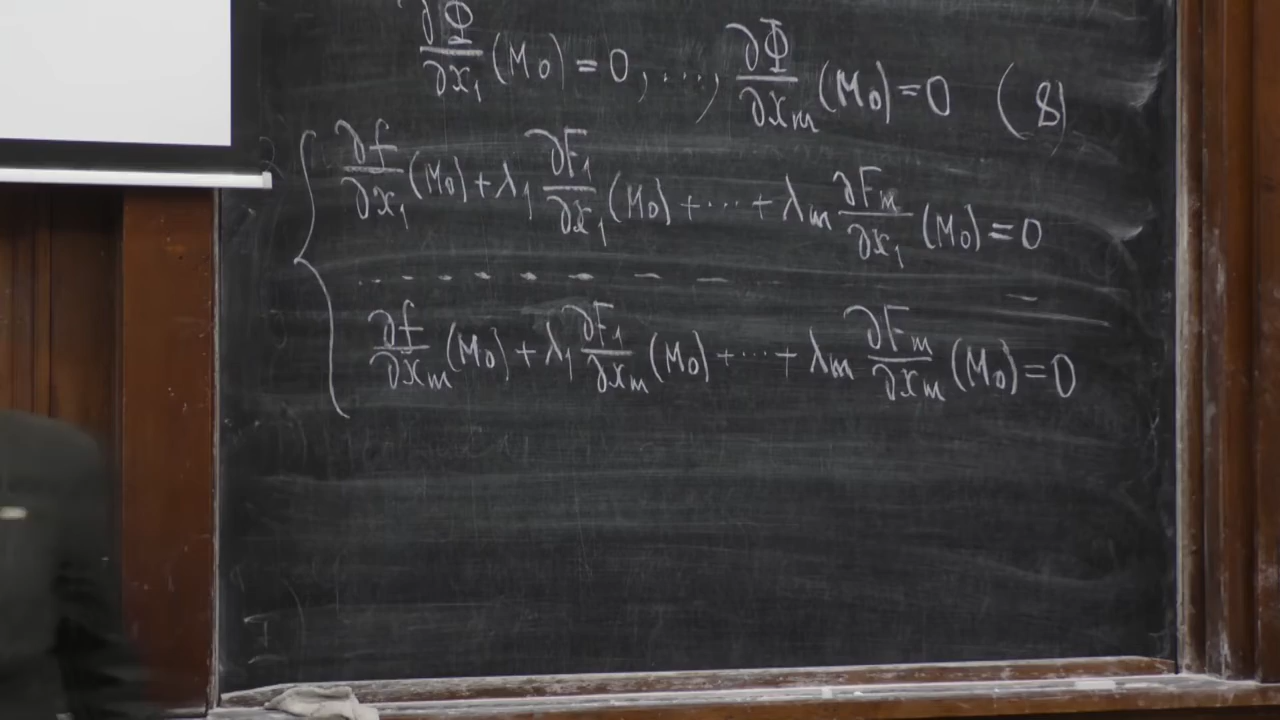 ∂Φ/∂x₁ (M₀) = 0, ..., ∂Φ/∂xₘ (M₀) = 0 (8)
{ ∂f/∂x₁ (M₀) + λ₁ ∂F₁/∂x₁ (M₀) + ... + λₘ ∂Fₘ/∂x₁ (M₀) = 0
. . . . . . . . . .
∂f/∂xₘ (M₀) + λ₁ ∂F₁/∂xₘ (M₀) + ... + λₘ ∂Fₘ/∂xₘ (M₀) = 0